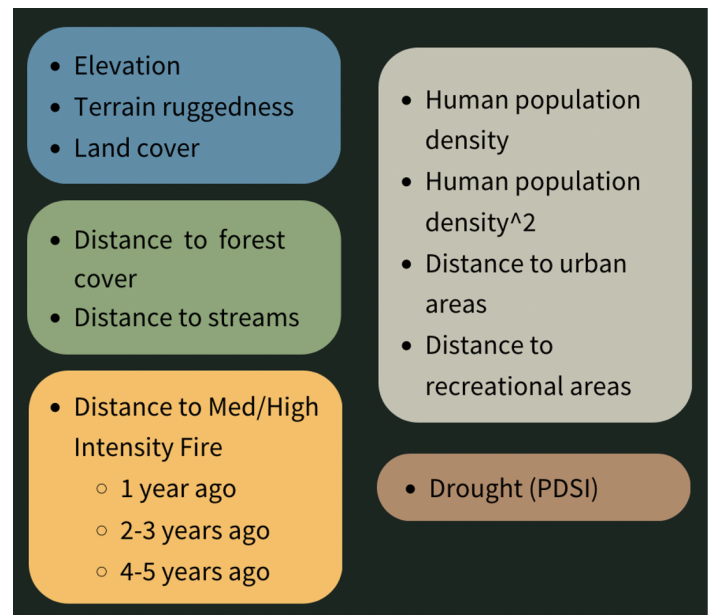 • Elevation
• Terrain ruggedness
• Land cover
• Distance to forest
cover
• Distance to streams
• Distance to Med/High
Intensity Fire
○ 1 year ago
○ 2-3 years ago
○ 4-5 years ago
• Human population
density
• Human population
density^2
• Distance to urban
areas
• Distance to
recreational areas
• Drought (PDSI)